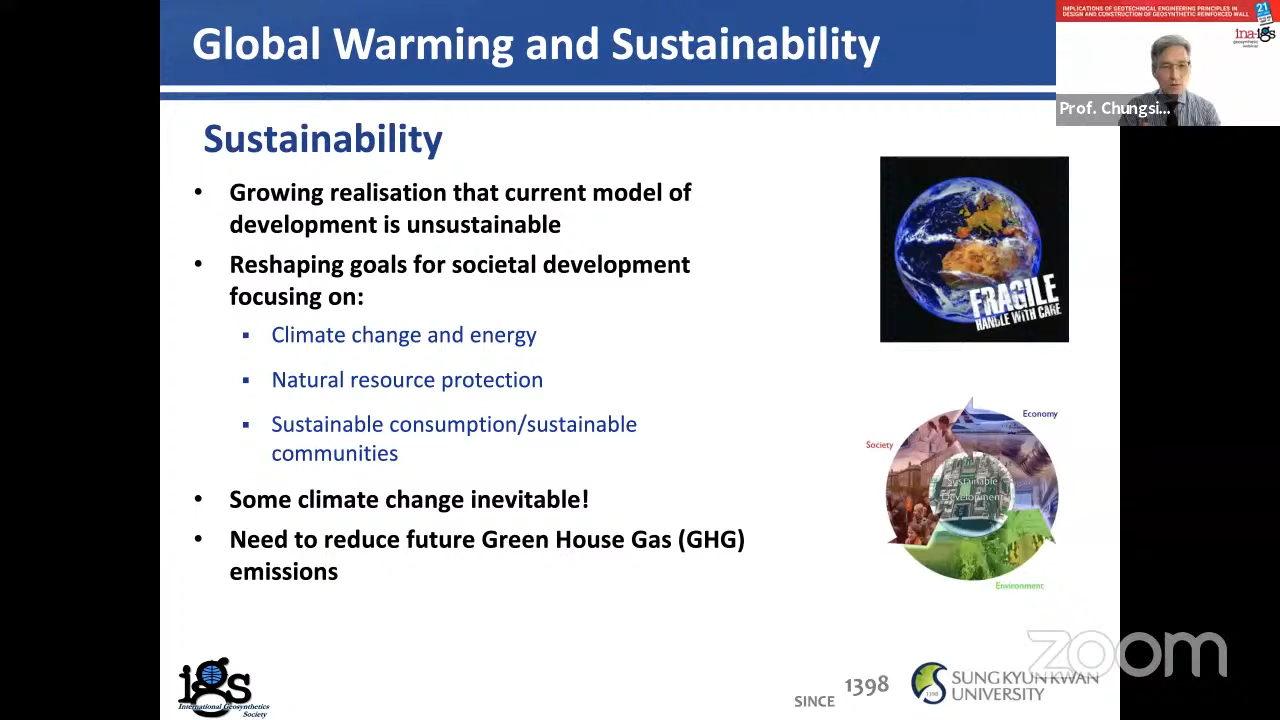 Global Warming and Sustainability
IMPLICATIONS OF GEOTECHNICAL ENGINEERING PRINCIPLES IN
DESIGN AND CONSTRUCTION OF GEOSYNTHETIC REINFORCED WALL
21
ina-igs
Prof. Chungsi...
Sustainability
• Growing realisation that current model of
development is unsustainable
• Reshaping goals for societal development
focusing on:
▪ Climate change and energy
▪ Natural resource protection
▪ Sustainable consumption/sustainable
communities
• Some climate change inevitable!
• Need to reduce future Green House Gas (GHG)
emissions
FRAGILE
HANDLE WITH CARE
Economy
Society
Sustainable
Development
Environment
zoom
igs
International Geosynthetics
Society
SINCE 1398
1398
SUNG KYUN KWAN
UNIVERSITY